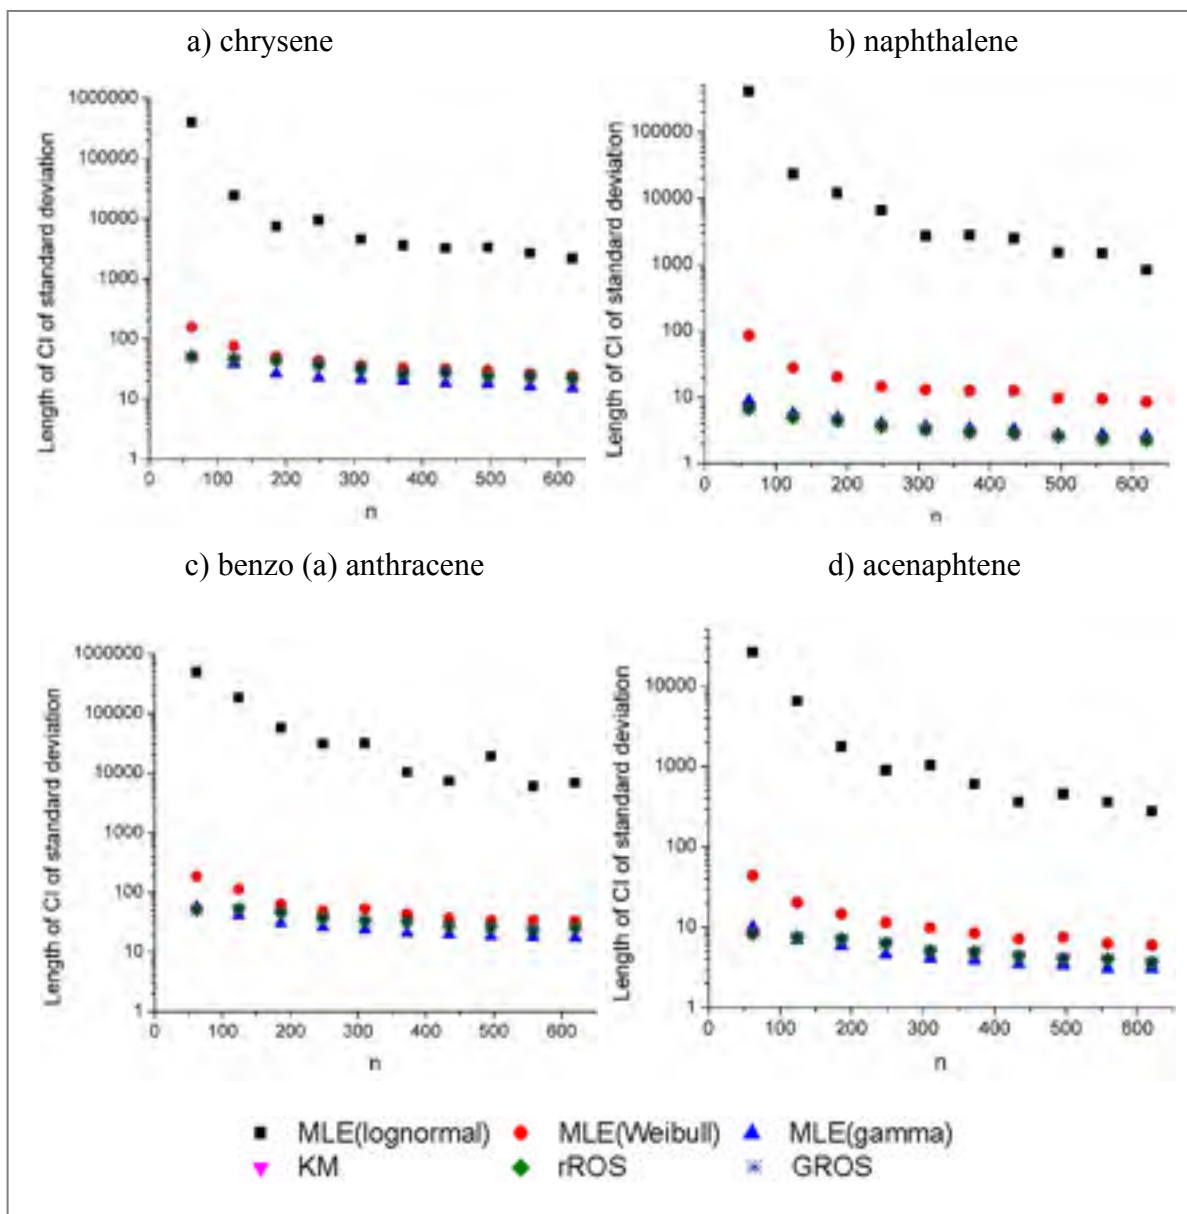 a) chrysene
Length of CI of standard deviation
1000000
100000
10000
1000
100
10
1
0 100 200 300 400 500 600
n
b) naphthalene
Length of CI of standard deviation
100000
10000
1000
100
10
1
0 100 200 300 400 500 600
n
c) benzo (a) anthracene
Length of CI of standard deviation
1000000
100000
10000
1000
100
10
1
0 100 200 300 400 500 600
n
d) acenaphtene
Length of CI of standard deviation
10000
1000
100
10
1
0 100 200 300 400 500 600
n
MLE(lognormal) MLE(Weibull) MLE(gamma)
KM rROS GROS